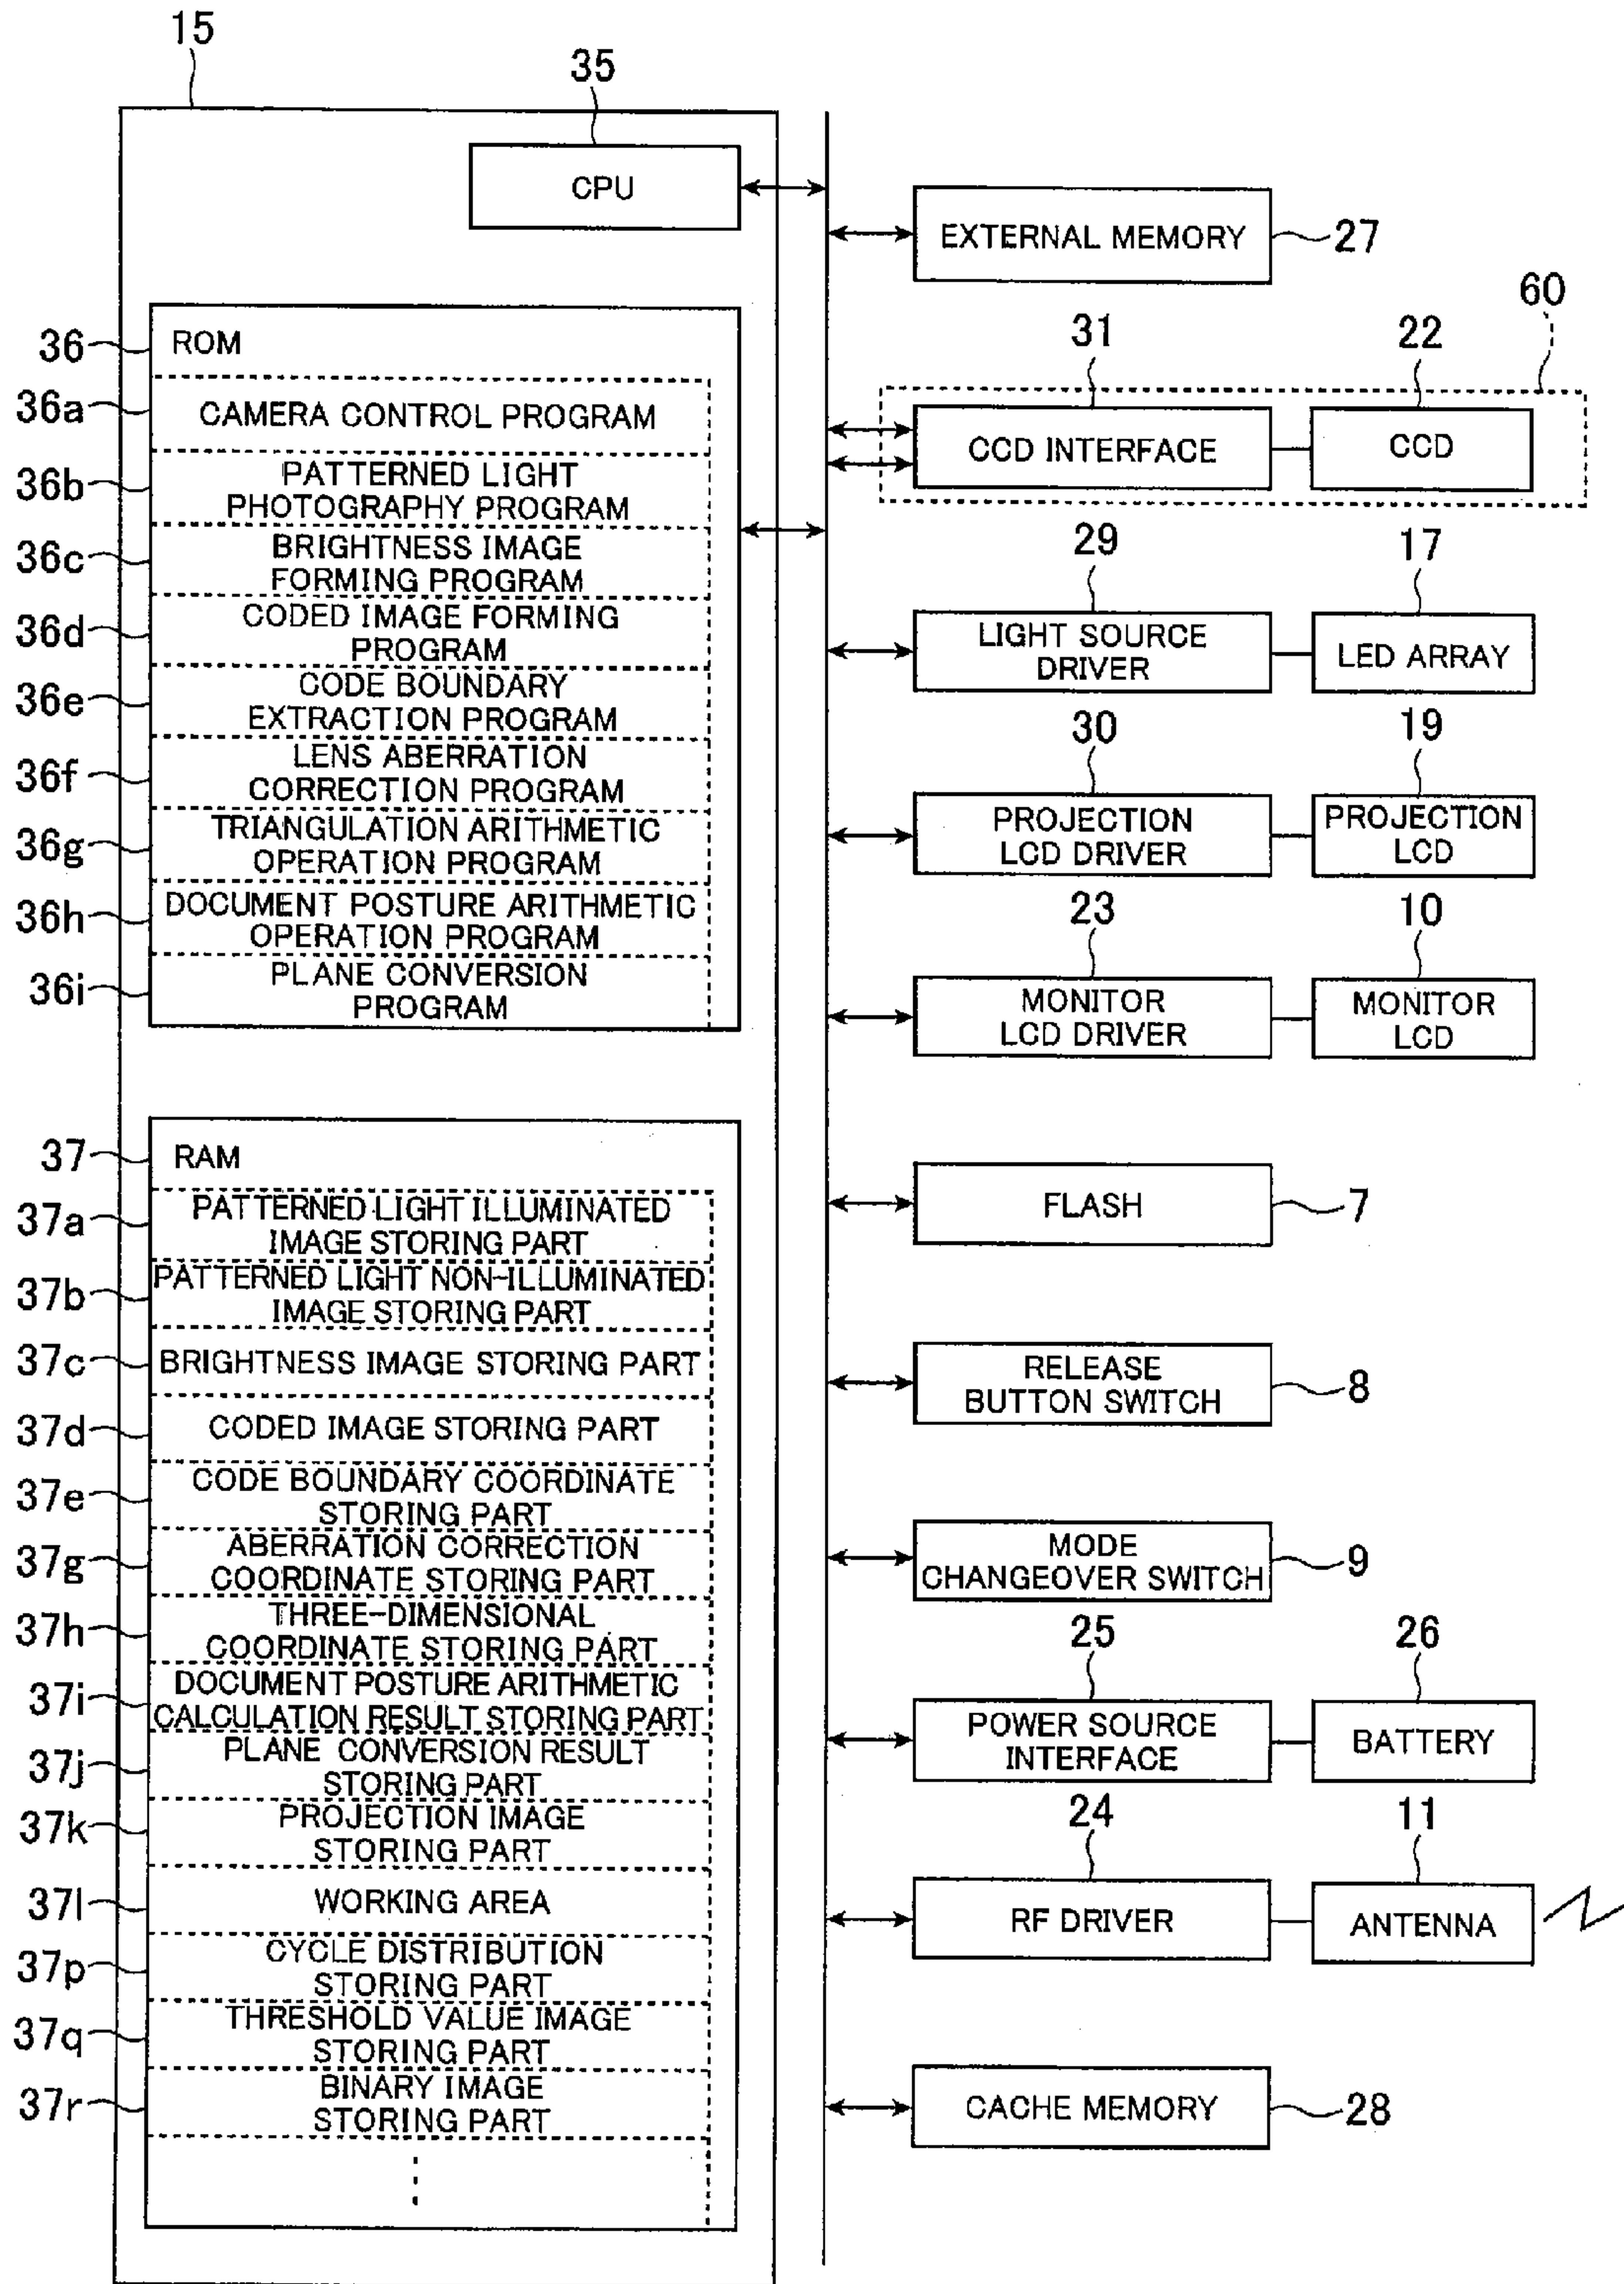 15
35
CPU
36
ROM
36a
CAMERA CONTROL PROGRAM
36b
PATTERNED LIGHT
PHOTOGRAPHY PROGRAM
36c
BRIGHTNESS IMAGE
FORMING PROGRAM
36d
CODED IMAGE FORMING
PROGRAM
36e
CODE BOUNDARY
EXTRACTION PROGRAM
36f
LENS ABERRATION
CORRECTION PROGRAM
36g
TRIANGULATION ARITHMETIC
OPERATION PROGRAM
36h
DOCUMENT POSTURE ARITHMETIC
OPERATION PROGRAM
36i
PLANE CONVERSION
PROGRAM
37
RAM
37a
PATTERNED LIGHT ILLUMINATED
IMAGE STORING PART
37b
PATTERNED LIGHT NON-ILLUMINATED
IMAGE STORING PART
37c
BRIGHTNESS IMAGE STORING PART
37d
CODED IMAGE STORING PART
37e
CODE BOUNDARY COORDINATE
STORING PART
37g
ABERRATION CORRECTION
COORDINATE STORING PART
37h
THREE-DIMENSIONAL
COORDINATE STORING PART
37i
DOCUMENT POSTURE ARITHMETIC
CALCULATION RESULT STORING PART
37j
PLANE CONVERSION RESULT
STORING PART
37k
PROJECTION IMAGE
STORING PART
37l
WORKING AREA
37p
CYCLE DISTRIBUTION
STORING PART
37q
THRESHOLD VALUE IMAGE
STORING PART
37r
BINARY IMAGE
STORING PART
EXTERNAL MEMORY
27
60
31
22
CCD INTERFACE
CCD
29
17
LIGHT SOURCE
DRIVER
LED ARRAY
30
19
PROJECTION
LCD DRIVER
PROJECTION
LCD
23
10
MONITOR
LCD DRIVER
MONITOR
LCD
FLASH
7
RELEASE
BUTTON SWITCH
8
MODE
CHANGEOVER SWITCH
9
25
26
POWER SOURCE
INTERFACE
BATTERY
24
11
RF DRIVER
ANTENNA
CACHE MEMORY
28